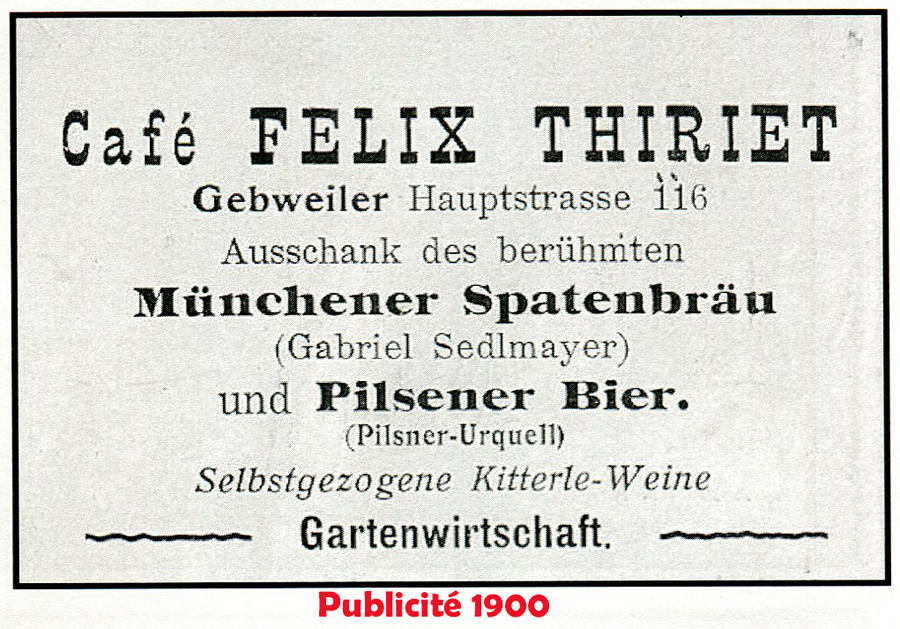 Café FELIX THIRIET
Gebweiler Hauptstrasse 116
Ausschank des berühmten
Münchener Spatenbräu
(Gabriel Sedlmayer)
und Pilsener Bier.
(Pilsner-Urquell)
Selbstgezogene Kitterle-Weine
Gartenwirtschaft.
Publicité 1900